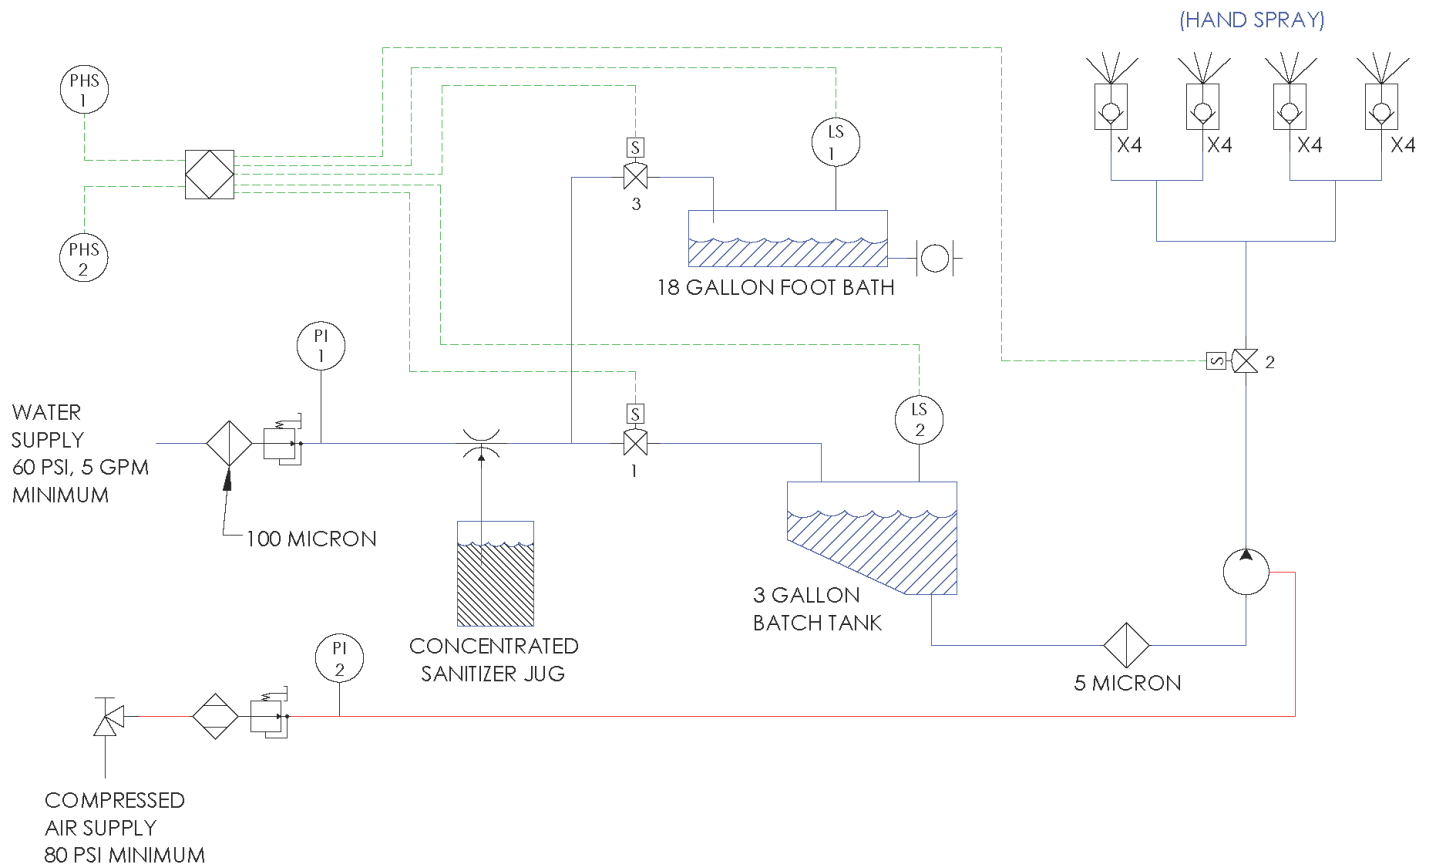 (HAND SPRAY)
PHS
1
LS
1
S
X4
X4
X4
X4
3
PHS
2
18 GALLON FOOT BATH
PI
1
S
2
WATER
SUPPLY
60 PSI, 5 GPM
MINIMUM
S
LS
2
1
100 MICRON
3 GALLON
BATCH TANK
CONCENTRATED
SANITIZER JUG
PI
2
5 MICRON
COMPRESSED
AIR SUPPLY
80 PSI MINIMUM